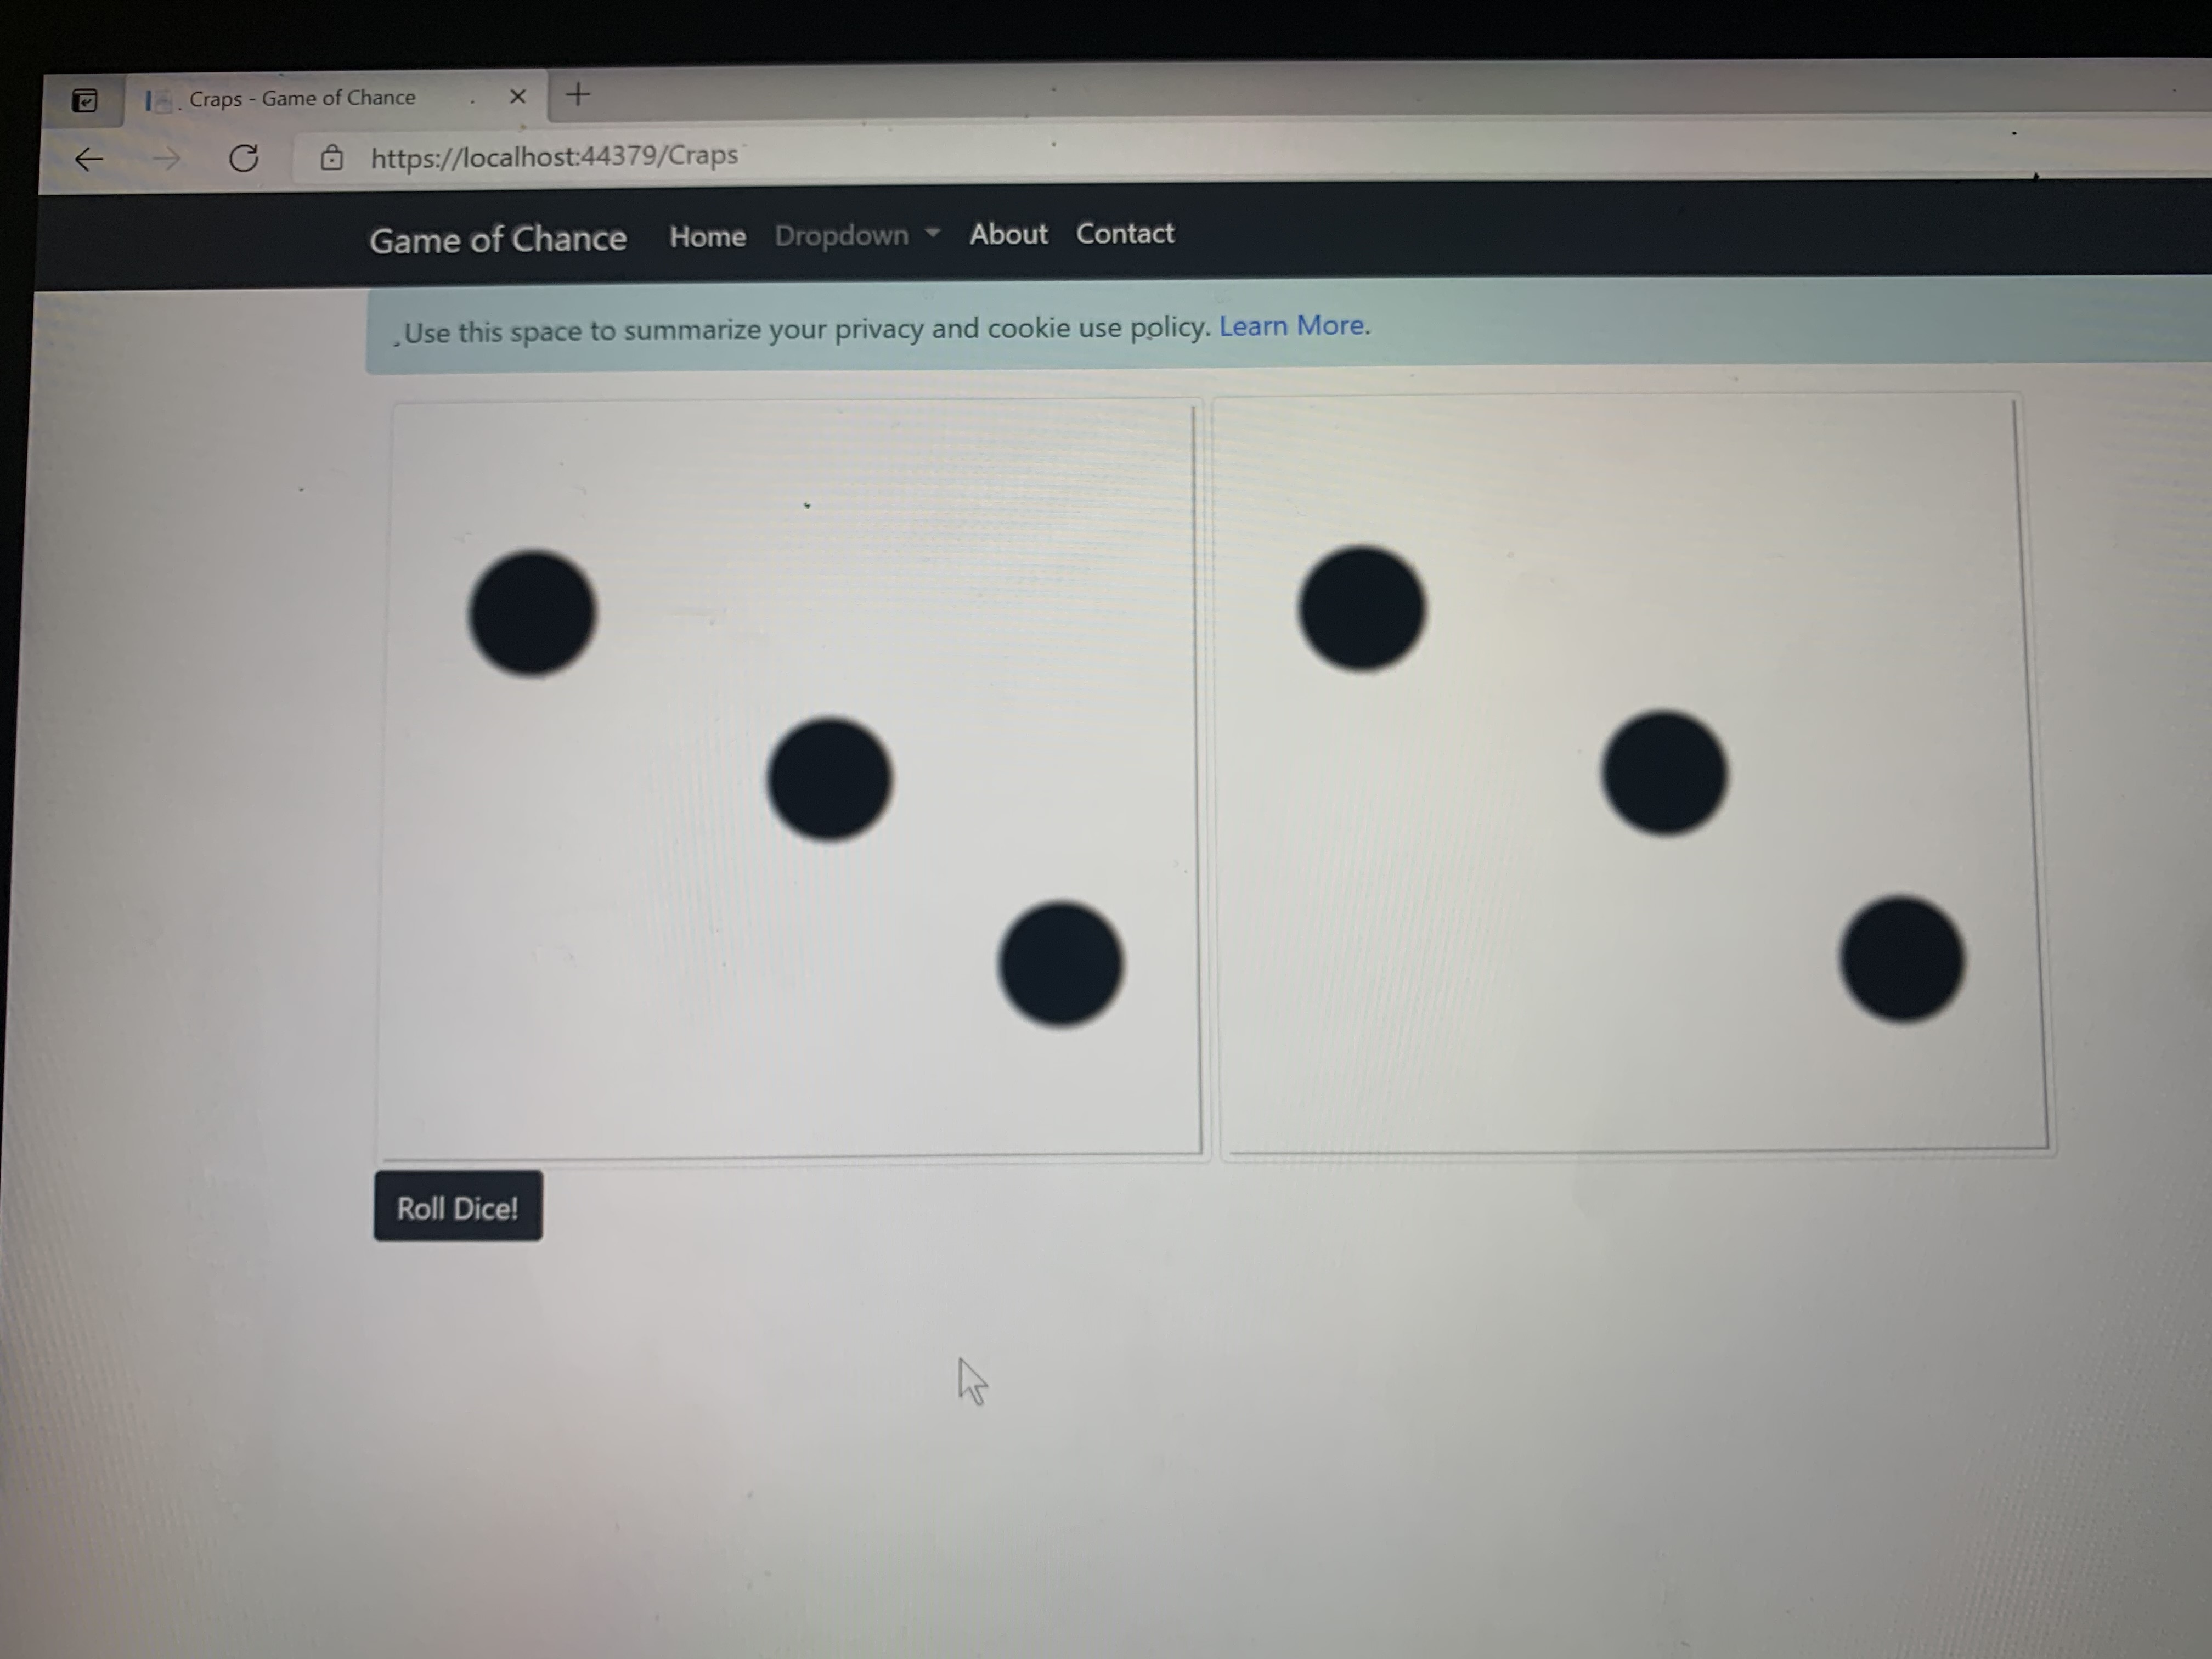 Craps - Game of Chance
https://localhost:44379/Craps
Game of Chance Home Dropdown About Contact
Use this space to summarize your privacy and cookie use policy. Learn More.
Roll Dice!